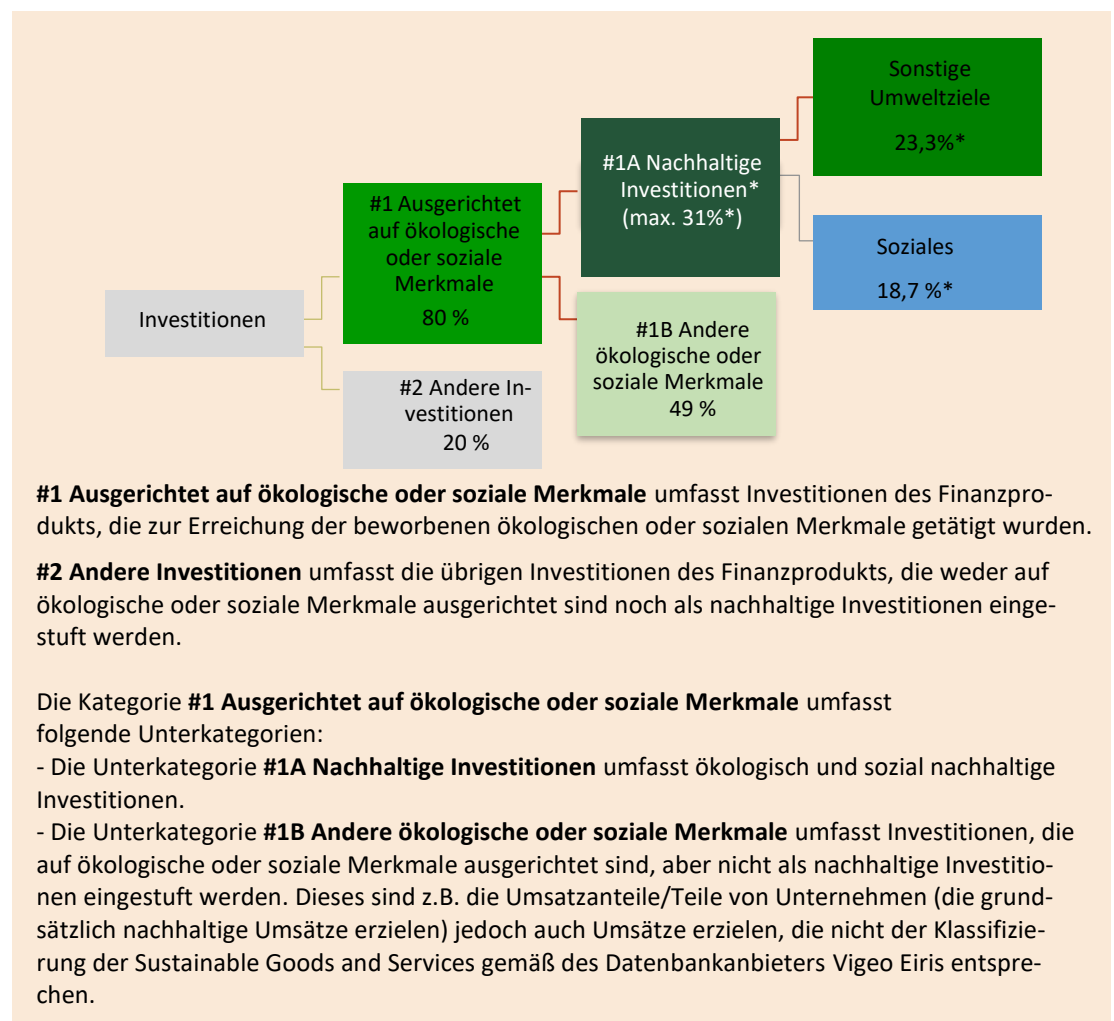 Sonstige
Umweltziele
23,3%*
#1A Nachhaltige
Investitionen*
(max. 31%*)
#1 Ausgerichtet
auf ökologische
oder soziale
Merkmale
80 %
Soziales
18,7 %*
Investitionen
#1B Andere
ökologische oder
soziale Merkmale
49 %
#2 Andere In-
vestitionen
20 %
#1 Ausgerichtet auf ökologische oder soziale Merkmale umfasst Investitionen des Finanzpro-
dukts, die zur Erreichung der beworbenen ökologischen oder sozialen Merkmale getätigt wurden.
#2 Andere Investitionen umfasst die übrigen Investitionen des Finanzprodukts, die weder auf
ökologische oder soziale Merkmale ausgerichtet sind noch als nachhaltige Investitionen einge-
stuft werden.
Die Kategorie #1 Ausgerichtet auf ökologische oder soziale Merkmale umfasst
folgende Unterkategorien:
- Die Unterkategorie #1A Nachhaltige Investitionen umfasst ökologisch und sozial nachhaltige
Investitionen.
- Die Unterkategorie #1B Andere ökologische oder soziale Merkmale umfasst Investitionen, die
auf ökologische oder soziale Merkmale ausgerichtet sind, aber nicht als nachhaltige Investitio-
nen eingestuft werden. Dieses sind z.B. die Umsatzanteile/Teile von Unternehmen (die grund-
sätzlich nachhaltige Umsätze erzielen) jedoch auch Umsätze erzielen, die nicht der Klassifizie-
rung der Sustainable Goods and Services gemäß des Datenbankanbieters Vigeo Eiris entspre-
chen.